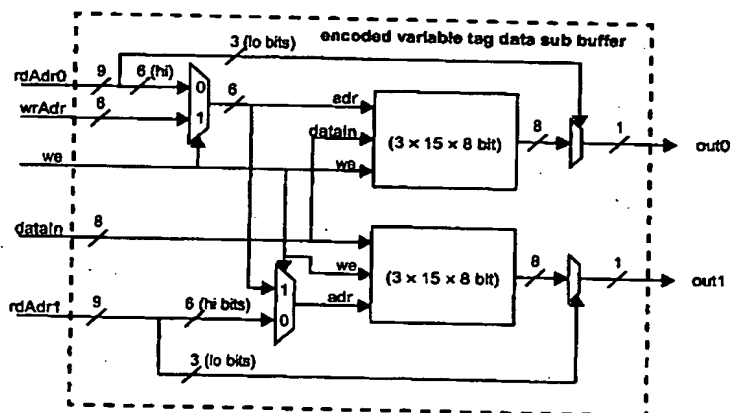 encoded variable tag data sub buffer
3 (lo bits)
rdAdr0 9 6 (hi) 0 6 adr
wrAdr 6 1
dataIn (3 × 15 × 8 bit) 8 1 out0
we we
dataIn 8
we (3 × 15 × 8 bit) 8 1 out1
1
rdAdr1 9 6 (hi bits) 0 adr
3 (lo bits)